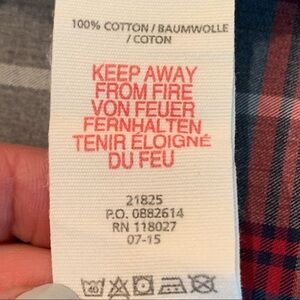 100% COTTON / BAUMWOLLE
/ COTON
KEEP AWAY
FROM FIRE
VON FEUER
FERNHALTEN
TENIR ÉLOIGNÉ
DU FEU
21825
P.O. 0882614
RN 118027
07-15
40